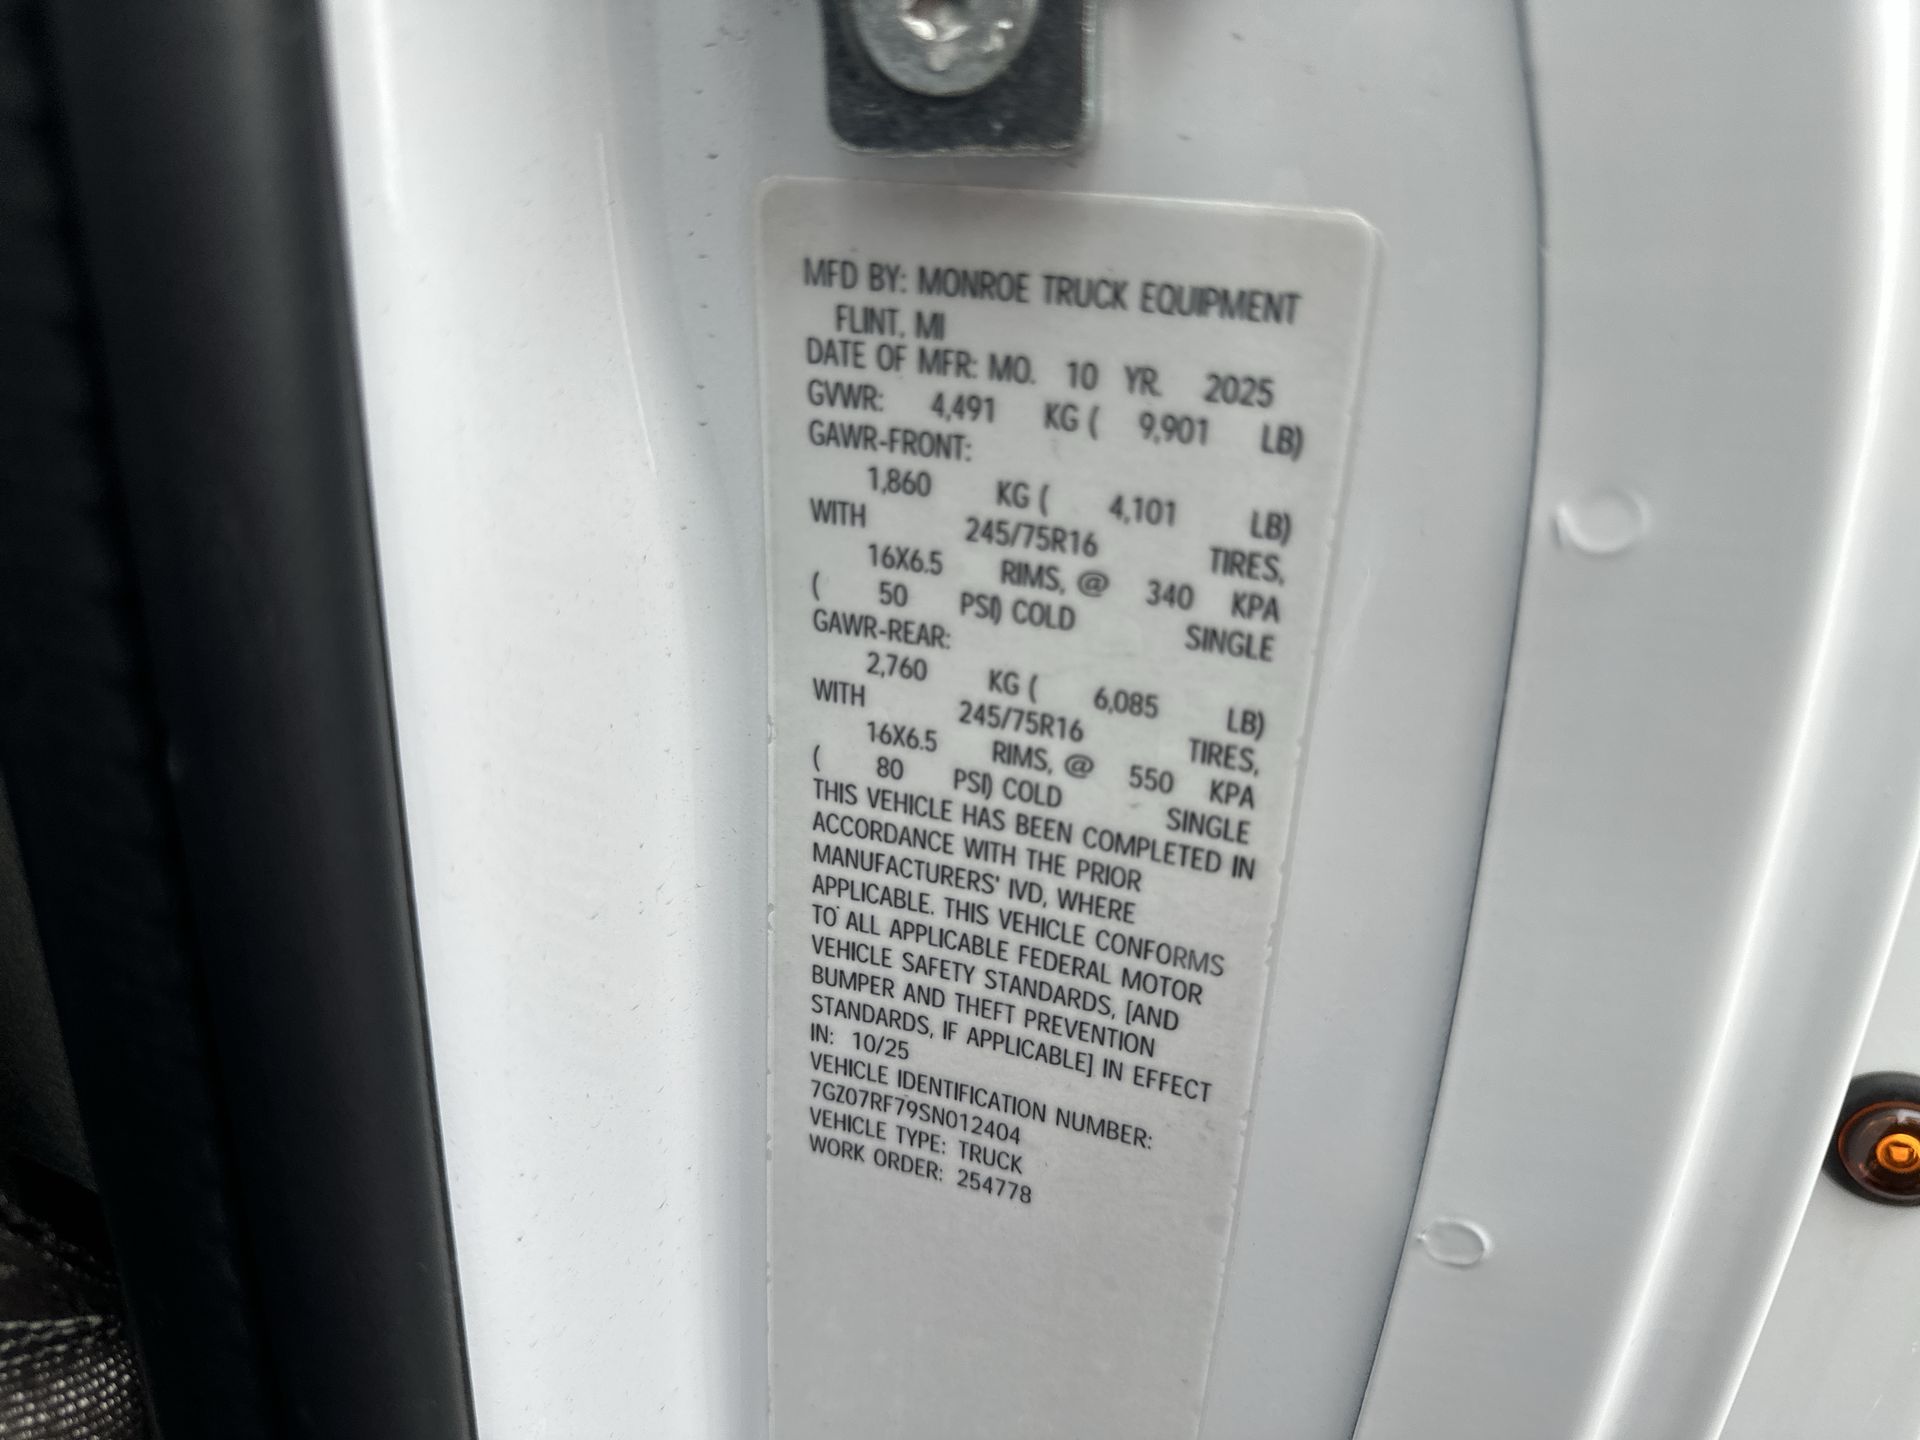 MFD BY: MONROE TRUCK EQUIPMENT
FLINT, MI
DATE OF MFR: MO. 10 YR. 2025
GVWR: 4,491 KG ( 9,901 LB)
GAWR-FRONT:
1,860 KG ( 4,101 LB)
WITH 245/75R16 TIRES,
16X6.5 RIMS, @ 340 KPA
( 50 PSI) COLD SINGLE
GAWR-REAR:
2,760 KG ( 6,085 LB)
WITH 245/75R16 TIRES,
16X6.5 RIMS, @ 550 KPA
( 80 PSI) COLD SINGLE
THIS VEHICLE HAS BEEN COMPLETED IN
ACCORDANCE WITH THE PRIOR
MANUFACTURERS' IVD, WHERE
APPLICABLE. THIS VEHICLE CONFORMS
TO ALL APPLICABLE FEDERAL MOTOR
VEHICLE SAFETY STANDARDS, [AND
BUMPER AND THEFT PREVENTION
STANDARDS, IF APPLICABLE] IN EFFECT
IN: 10/25
VEHICLE IDENTIFICATION NUMBER:
7GZ07RF79SN012404
VEHICLE TYPE: TRUCK
WORK ORDER: 254778